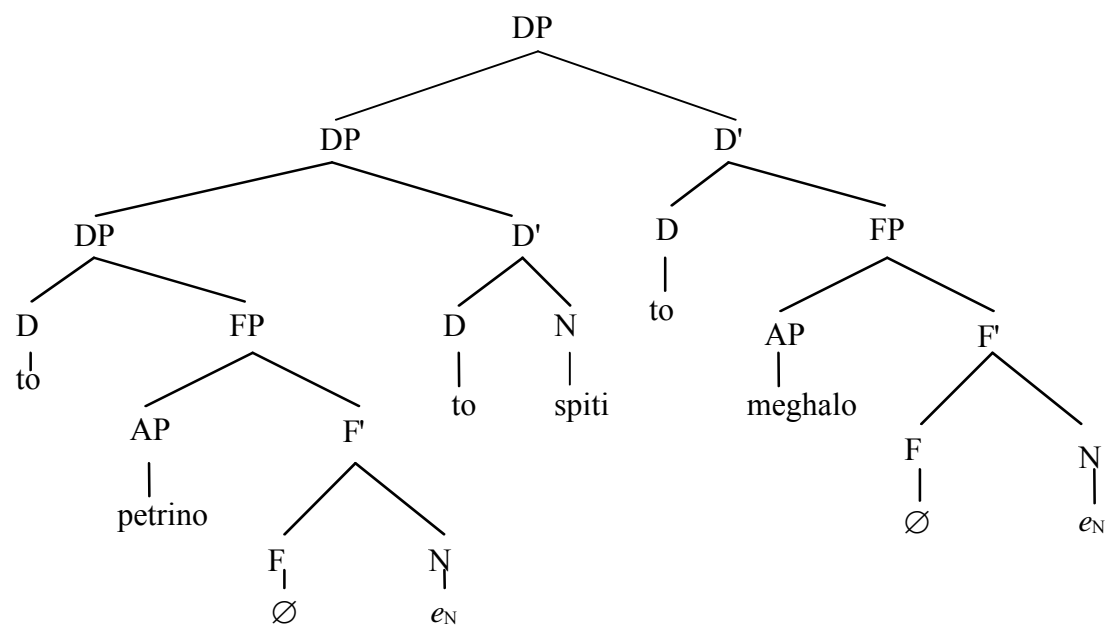 DP
DP D'
DP D' D FP
D FP D N to AP F'
to to spiti meghalo
AP F' F N
petrino ∅ eN
F N
∅ eN